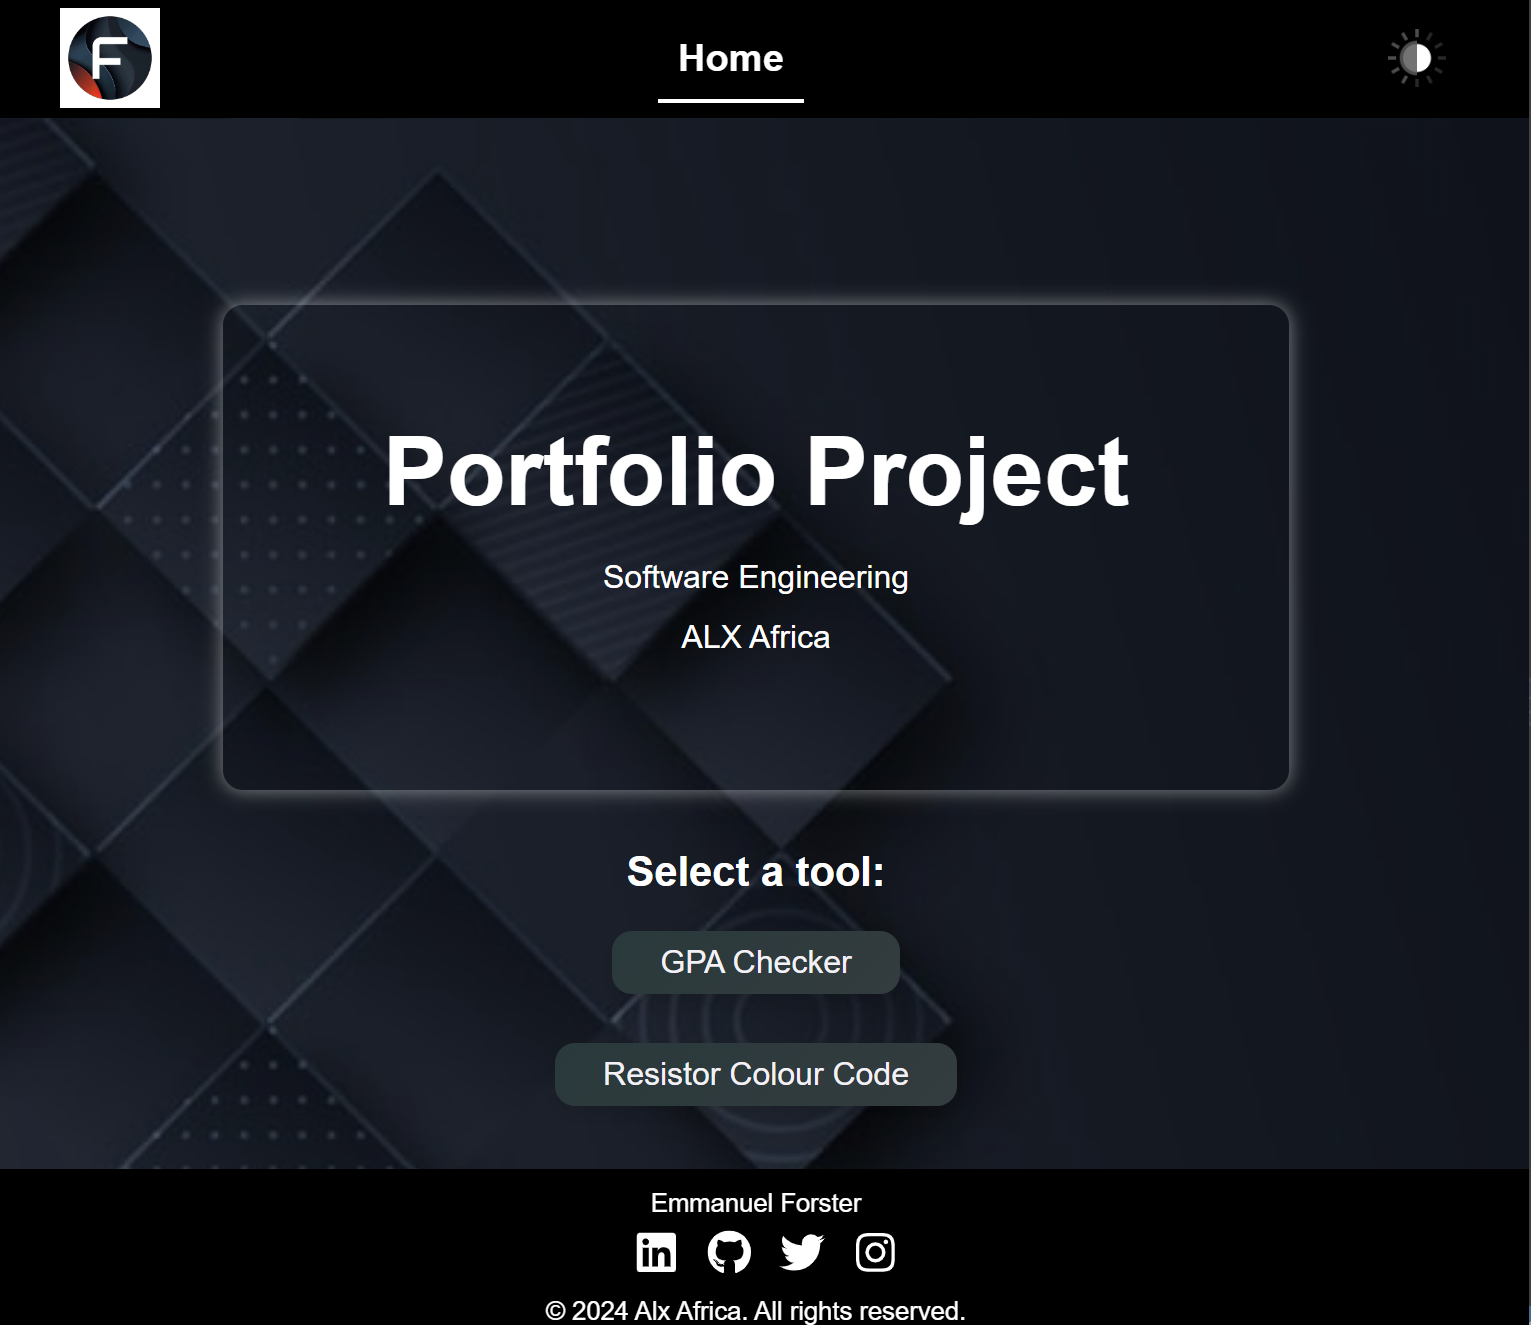 F
Home
Portfolio Project
Software Engineering
ALX Africa
Select a tool:
GPA Checker
Resistor Colour Code
Emmanuel Forster
in
© 2024 Alx Africa. All rights reserved.